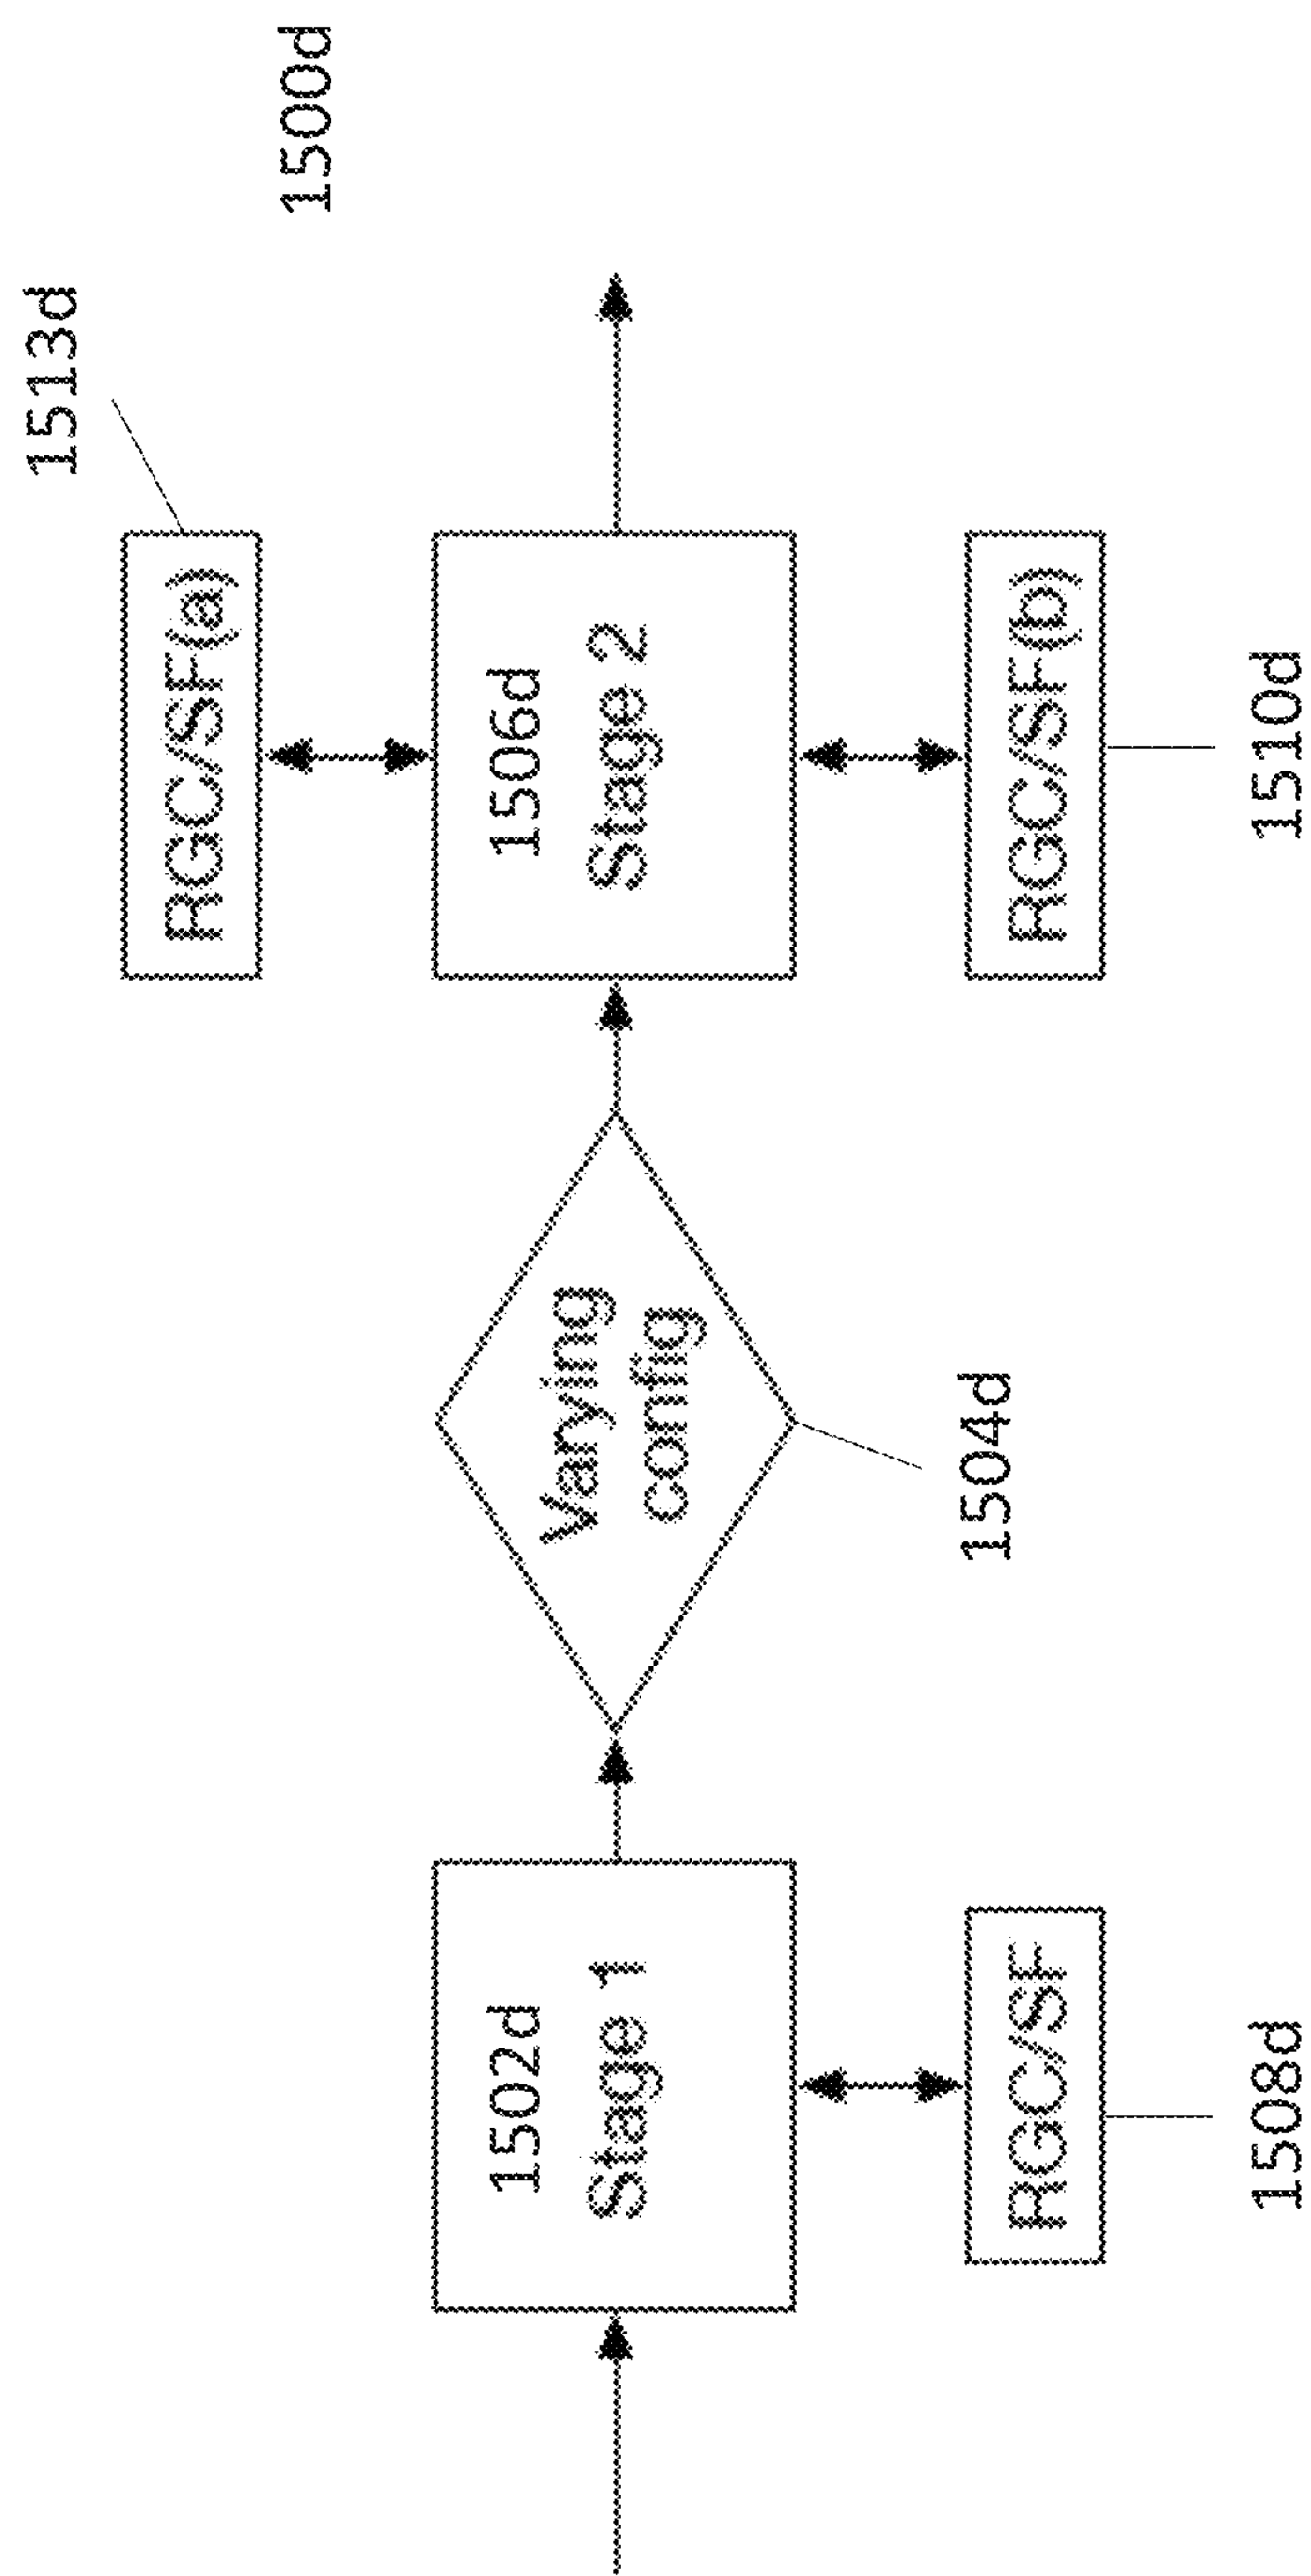 1500d
1513d
RGC/SF(a)
1502d
Stage 1
Varying
config
1506d
Stage 2
1504d
RGC/SF
RGC/SF(b)
1508d
1510d